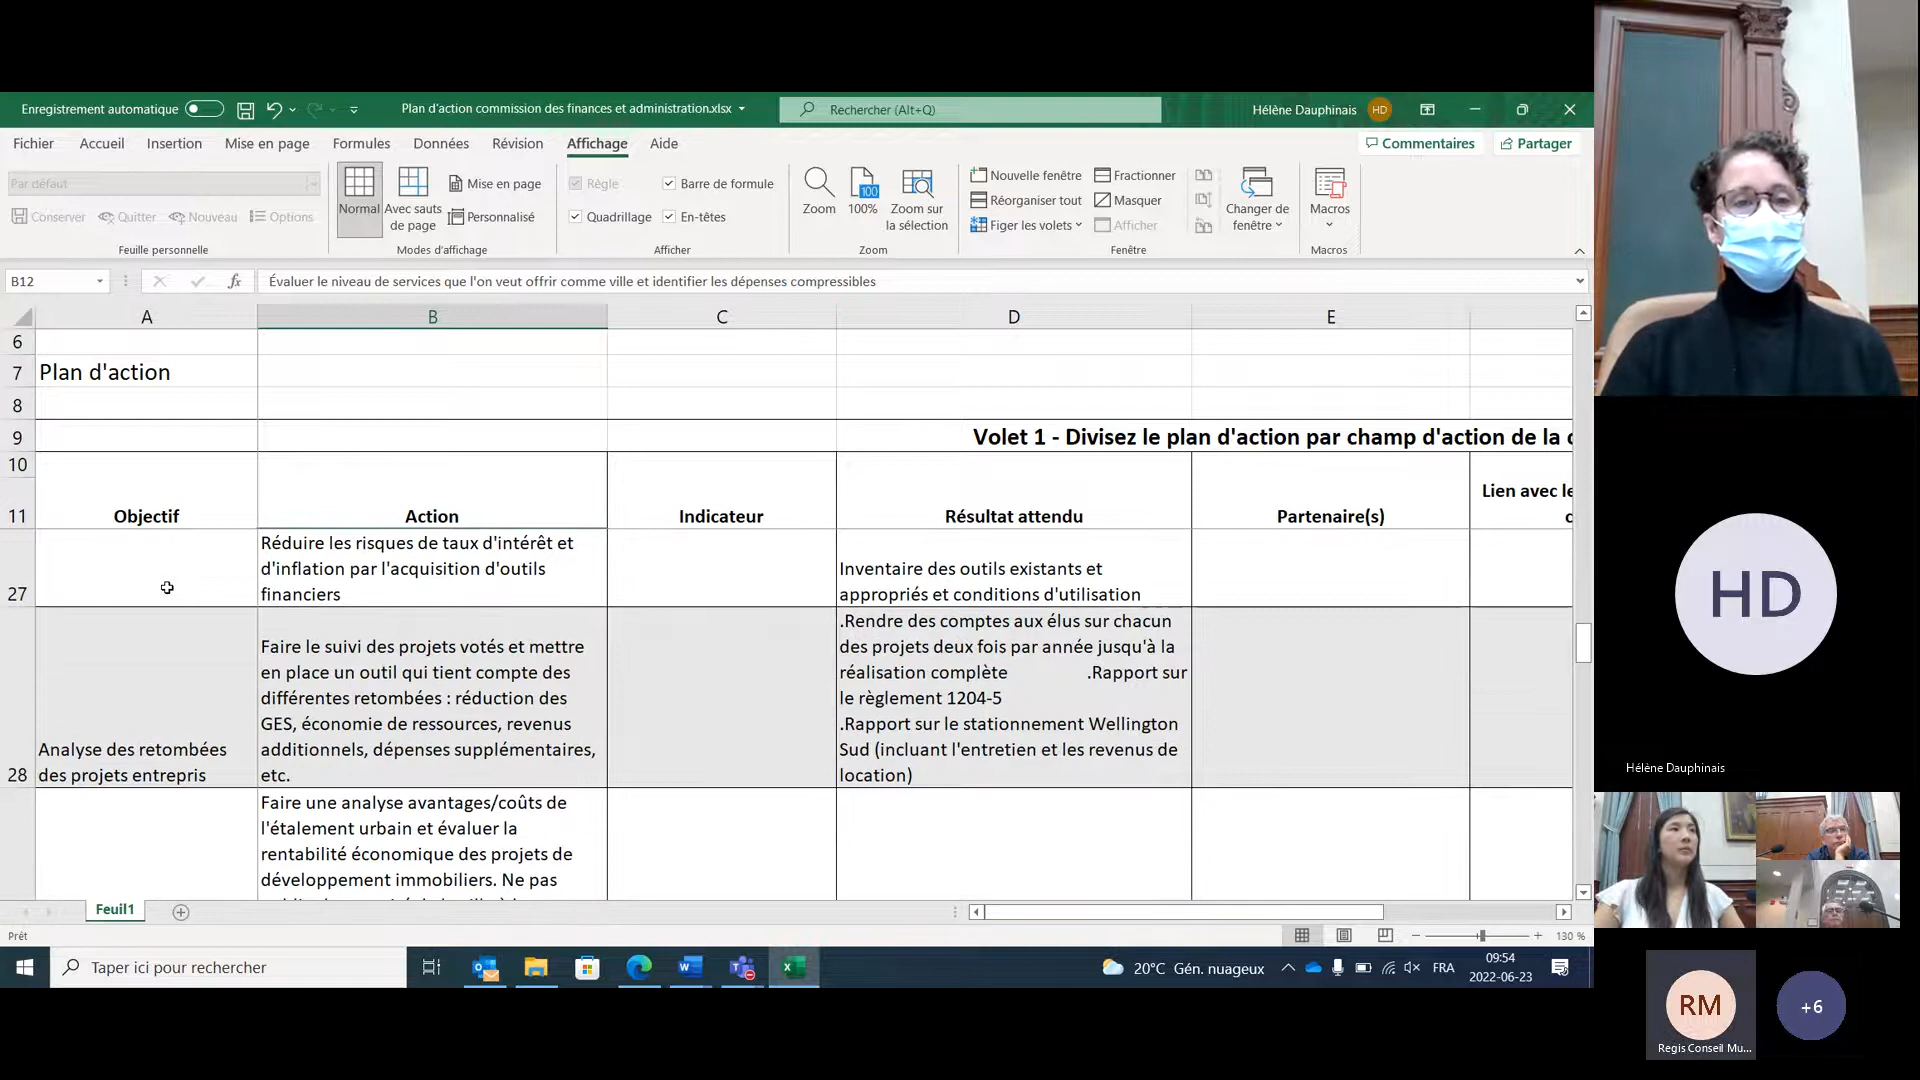 Enregistrement automatique
Plan d'action commission des finances et administration.xlsx
Rechercher (Alt+Q)
Hélène Dauphinais
HD
Fichier
Accueil
Insertion
Mise en page
Formules
Données
Révision
Affichage
Aide
Commentaires
Partager
Par défaut
Conserver
Quitter
Nouveau
Options
Feuille personnelle
Normal
Avec sauts
de page
Mise en page
Personnalisé
Modes d'affichage
Règle
Barre de formule
Quadrillage
En-têtes
Afficher
Zoom
100
100%
Zoom sur
la sélection
Zoom
Nouvelle fenêtre
Réorganiser tout
Figer les volets
Fractionner
Masquer
Afficher
Changer de
fenêtre
Fenêtre
Macros
Macros
B12
fx
Évaluer le niveau de services que l'on veut offrir comme ville et identifier les dépenses compressibles
A B C D E
6
7 Plan d'action
8
9 Volet 1 - Divisez le plan d'action par champ d'action de la
10
Lien avec le
11 Objectif Action Indicateur Résultat attendu Partenaire(s)
27
Réduire les risques de taux d'intérêt et
d'inflation par l'acquisition d'outils
financiers
Inventaire des outils existants et
appropriés et conditions d'utilisation
28
Analyse des retombées
des projets entrepris
Faire le suivi des projets votés et mettre
en place un outil qui tient compte des
différentes retombées : réduction des
GES, économie de ressources, revenus
additionnels, dépenses supplémentaires,
etc.
.Rendre des comptes aux élus sur chacun
des projets deux fois par année jusqu'à la
réalisation complète .Rapport sur
le règlement 1204-5
.Rapport sur le stationnement Wellington
Sud (incluant l'entretien et les revenus de
location)
Faire une analyse avantages/coûts de
l'étalement urbain et évaluer la
rentabilité économique des projets de
développement immobiliers. Ne pas
Feuil1
Prêt
130 %
Taper ici pour rechercher
20°C Gén. nuageux
FRA
09:54
2022-06-23
HD
Hélène Dauphinais
RM
Regis Conseil Mu...
+6